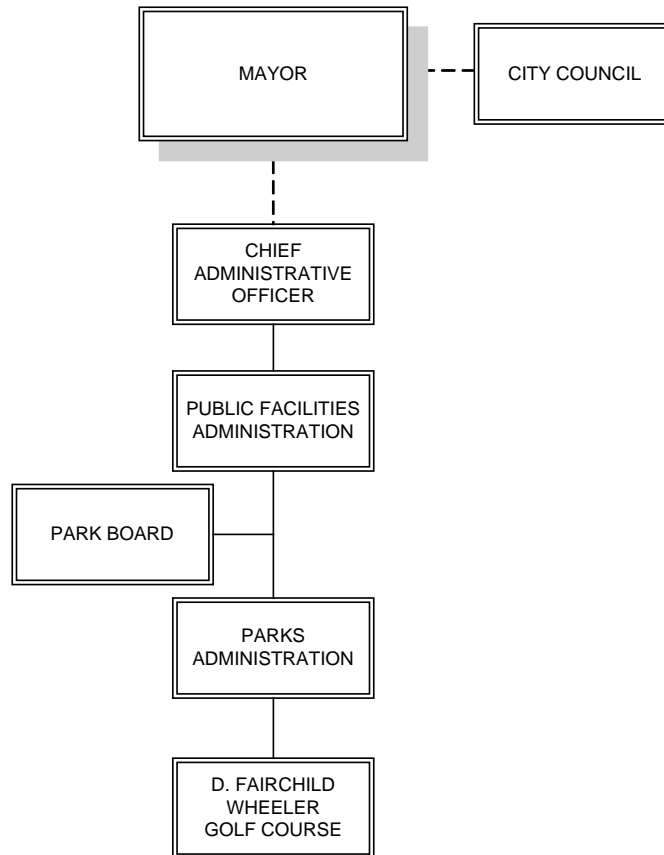 MAYOR
CITY COUNCIL
CHIEF
ADMINISTRATIVE
OFFICER
PUBLIC FACILITIES
ADMINISTRATION
PARK BOARD
PARKS
ADMINISTRATION
D. FAIRCHILD
WHEELER
GOLF COURSE